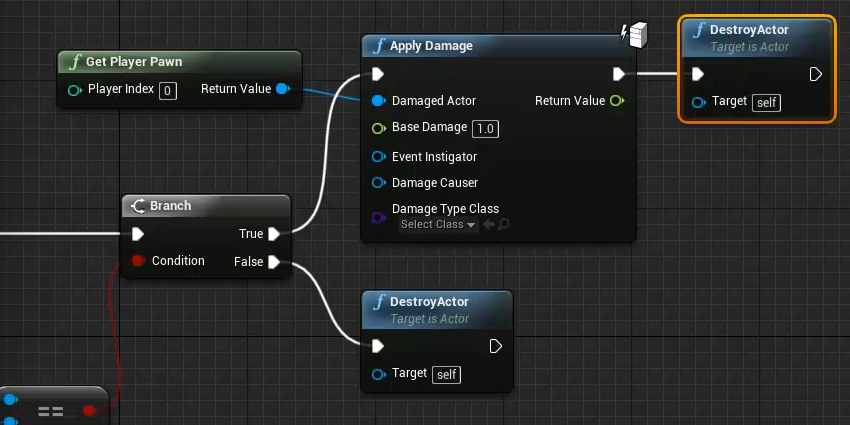 Get Player Pawn
Player Index 0 Return Value
Apply Damage
Damaged Actor
Return Value
Base Damage 1.0
Event Instigator
Damage Causer
Damage Type Class
Select Class
DestroyActor
Target is Actor
Target self
Branch
True
Condition
False
DestroyActor
Target is Actor
Target self
==